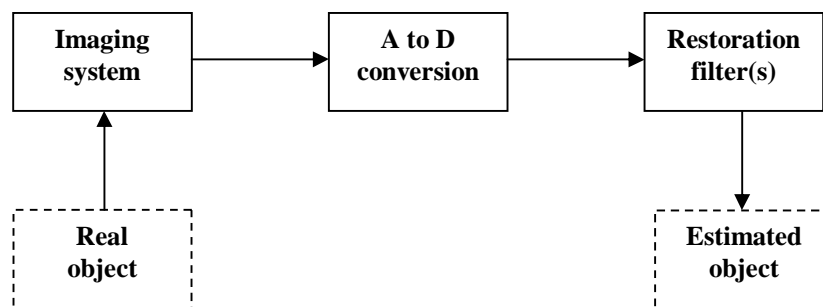 Imaging
system
A to D
conversion
Restoration
filter(s)
Real
object
Estimated
object